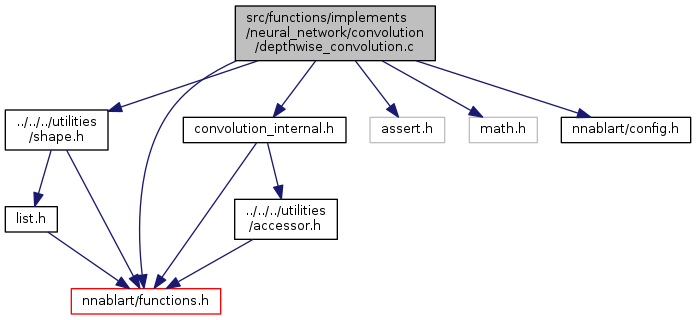 src/functions/implements
/neural_network/convolution
/depthwise_convolution.c
../../../utilities
/shape.h
convolution_internal.h
assert.h
math.h
nnablart/config.h
list.h
../../../utilities
/accessor.h
nnablart/functions.h